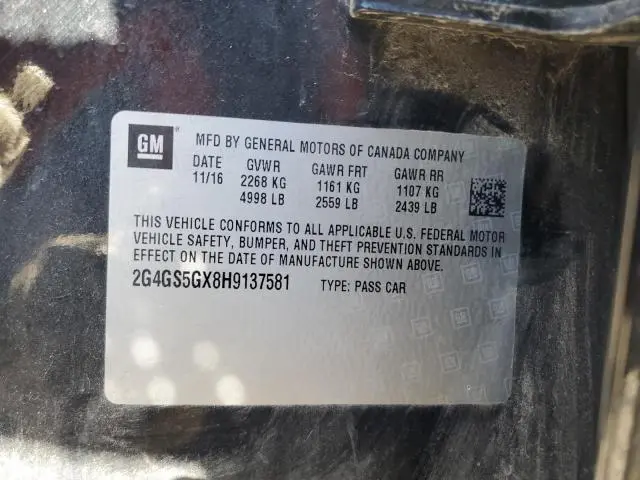 GM
MFD BY GENERAL MOTORS OF CANADA COMPANY
DATE GVWR GAWR FRT GAWR RR
11/16 2268 KG 1161 KG 1107 KG
4998 LB 2559 LB 2439 LB
THIS VEHICLE CONFORMS TO ALL APPLICABLE U.S. FEDERAL MOTOR
VEHICLE SAFETY, BUMPER, AND THEFT PREVENTION STANDARDS IN
EFFECT ON THE DATE OF MANUFACTURE SHOWN ABOVE.
2G4GS5GX8H9137581 TYPE: PASS CAR